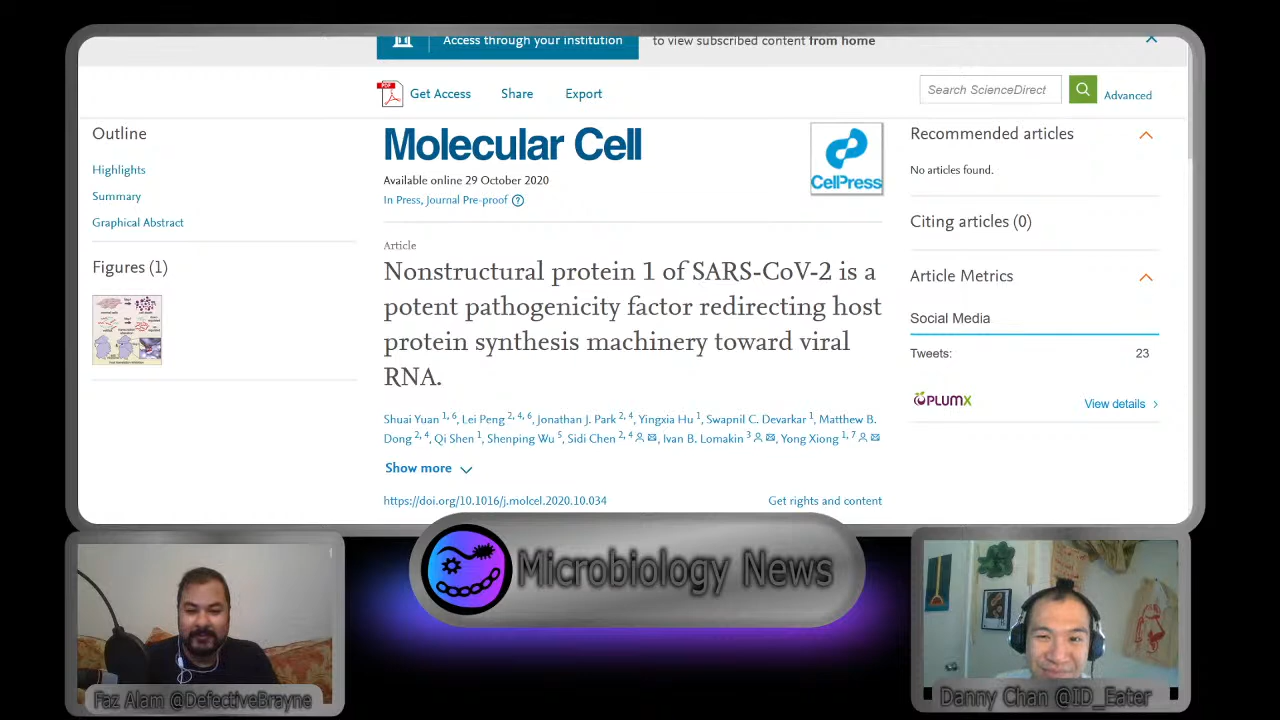 Access through your institution
to view subscribed content from home
Get Access
Share
Export
Search ScienceDirect
Advanced
Outline
Highlights
Summary
Graphical Abstract
Figures (1)
Molecular Cell
CellPress
Available online 29 October 2020
In Press, Journal Pre-proof
Article
Nonstructural protein 1 of SARS-CoV-2 is a
potent pathogenicity factor redirecting host
protein synthesis machinery toward viral
RNA.
Shuai Yuan 1, 6, Lei Peng 2, 4, 6, Jonathan J. Park 2, 4, Yingxia Hu 1, Swapnil C. Devarkar 1, Matthew B.
Dong 2, 4, Qi Shen 1, Shenping Wu 5, Sidi Chen 2, 4, Ivan B. Lomakin 3, Yong Xiong 1, 7
Show more
https://doi.org/10.1016/j.molcel.2020.10.034
Get rights and content
Recommended articles
No articles found.
Citing articles (0)
Article Metrics
Social Media
Tweets: 23
PLUMX
View details
Microbiology News
Faz Alam @DefectiveBrayne
Danny Chan @ID_Eater